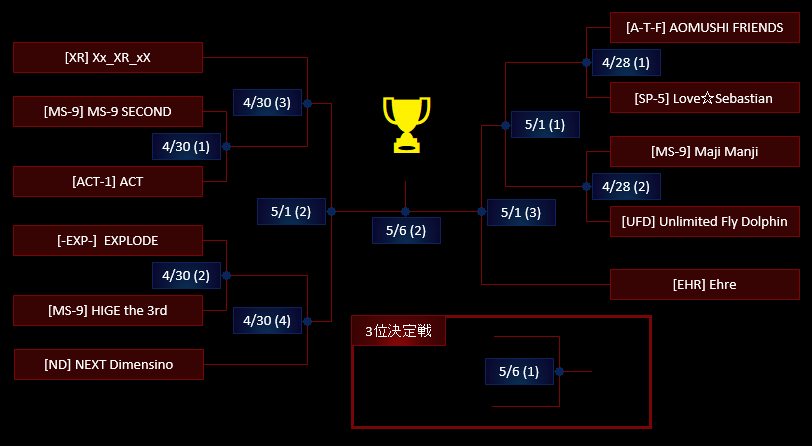 [XR] Xx_XR_xX
4/30 (3)
[MS-9] MS-9 SECOND
4/30 (1)
[ACT-1] ACT
5/1 (2)
[-EXP-] EXPLODE
4/30 (2)
[MS-9] HIGE the 3rd
4/30 (4)
[ND] NEXT Dimensino
5/6 (2)
[A-T-F] AOMUSHI FRIENDS
4/28 (1)
[SP-5] Love☆Sebastian
5/1 (1)
[MS-9] Maji Manji
4/28 (2)
[UFD] Unlimited Fly Dolphin
5/1 (3)
[EHR] Ehre
3位決定戦
5/6 (1)